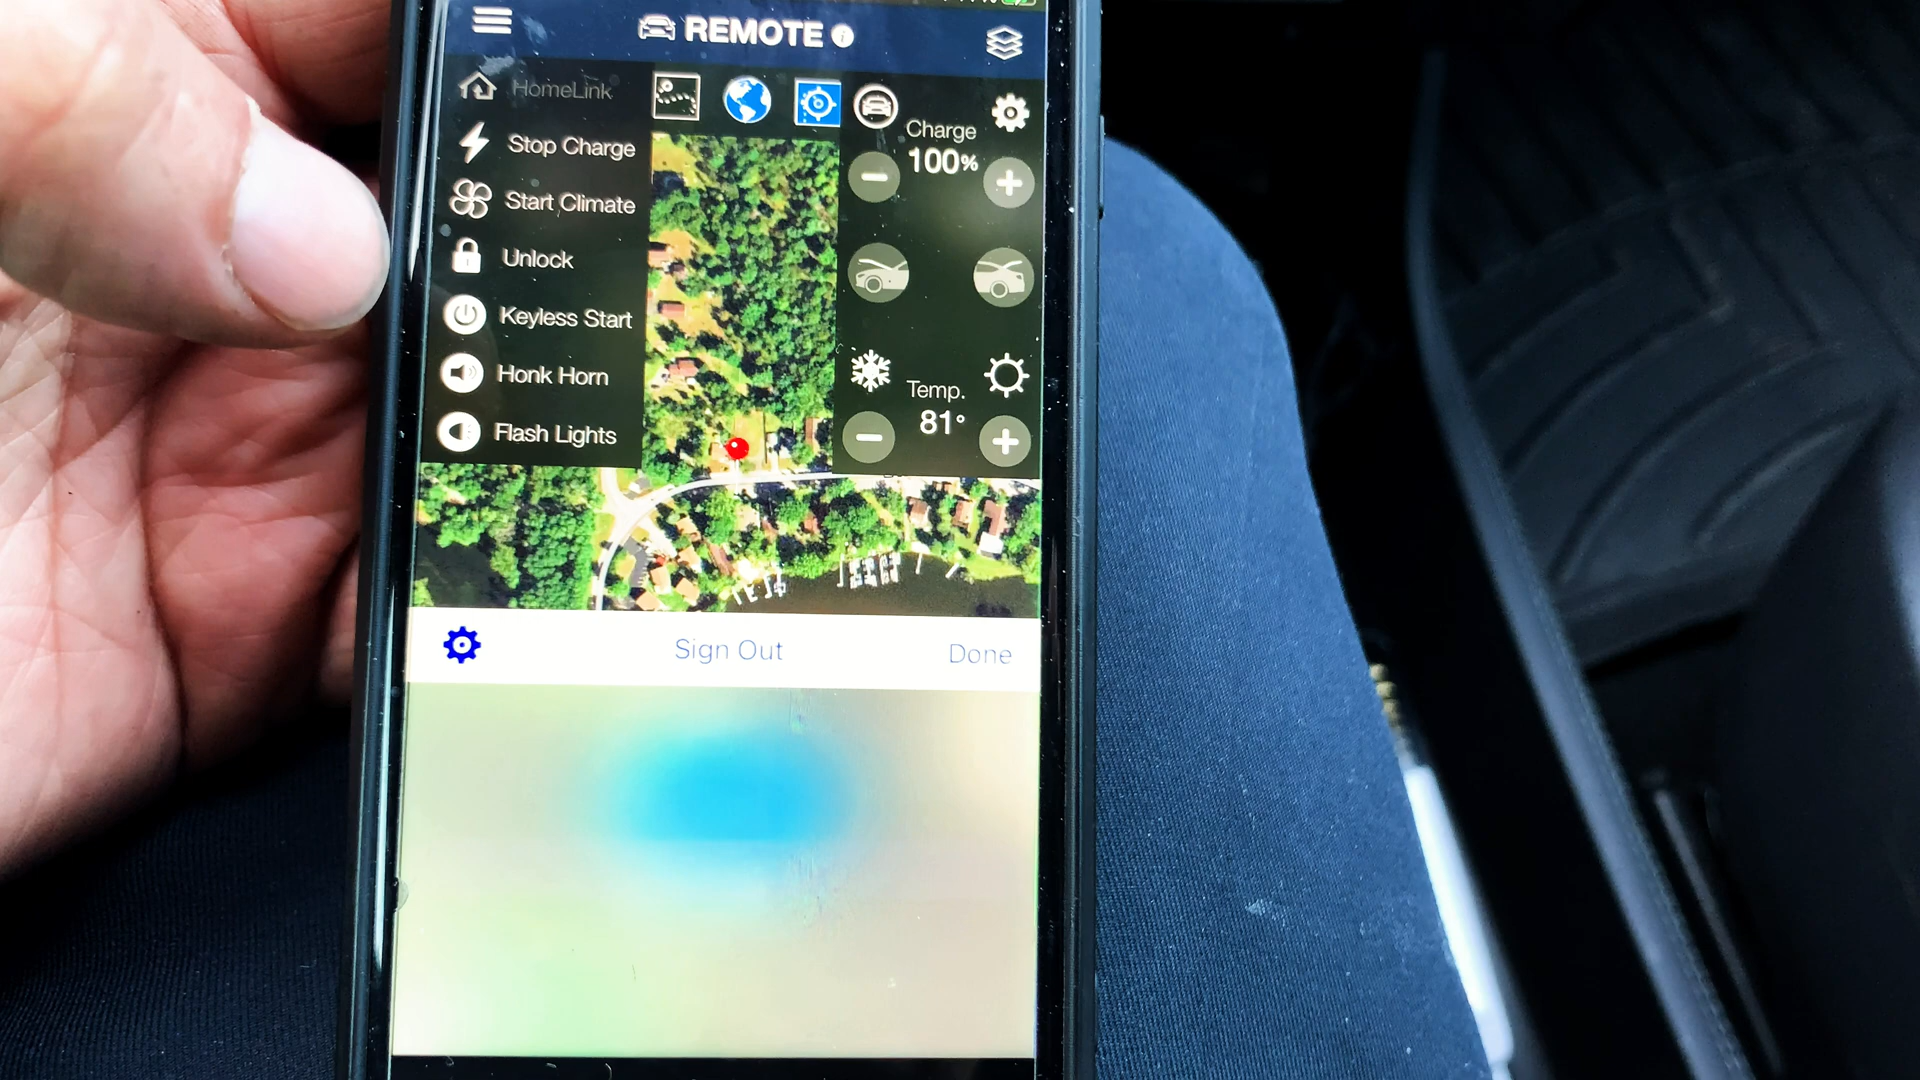 REMOTE
HomeLink
Stop Charge
Start Climate
Unlock
Keyless Start
Honk Horn
Flash Lights
Charge
100%
Temp.
81°
Sign Out
Done